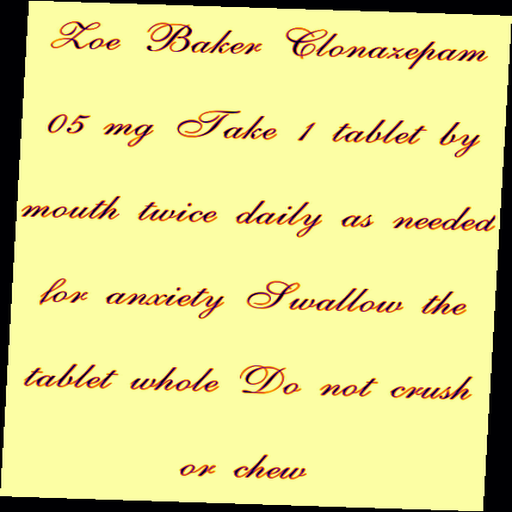 Zoe Baker Clonazepam
05 mg Take 1 tablet by
mouth twice daily as needed
for anxiety Swallow the
tablet whole Do not crush
or chew